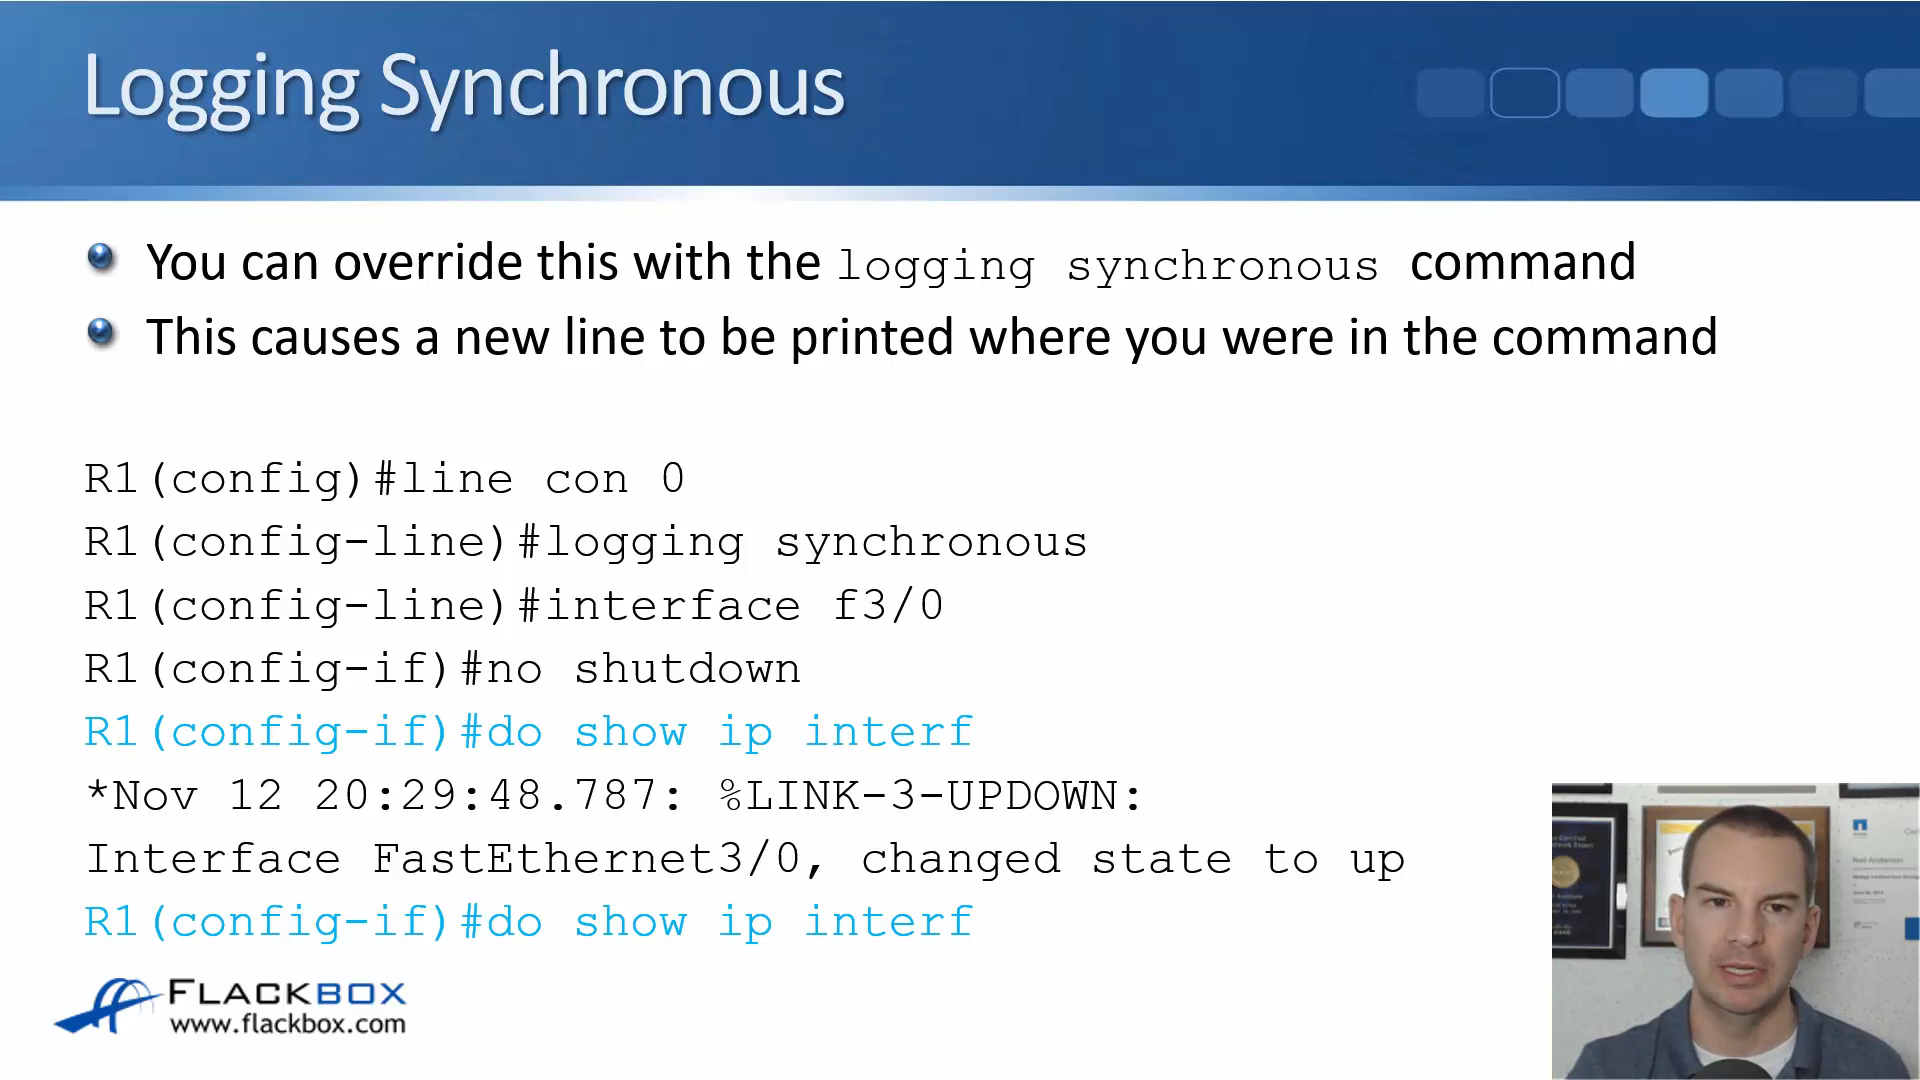 Logging Synchronous
You can override this with the logging synchronous command
This causes a new line to be printed where you were in the command
R1(config)#line con 0
R1(config-line)#logging synchronous
R1(config-line)#interface f3/0
R1(config-if)#no shutdown
R1(config-if)#do show ip interf
*Nov 12 20:29:48.787: %LINK-3-UPDOWN:
Interface FastEthernet3/0, changed state to up
R1(config-if)#do show ip interf
FLACKBOX
www.flackbox.com
Neil Anderson